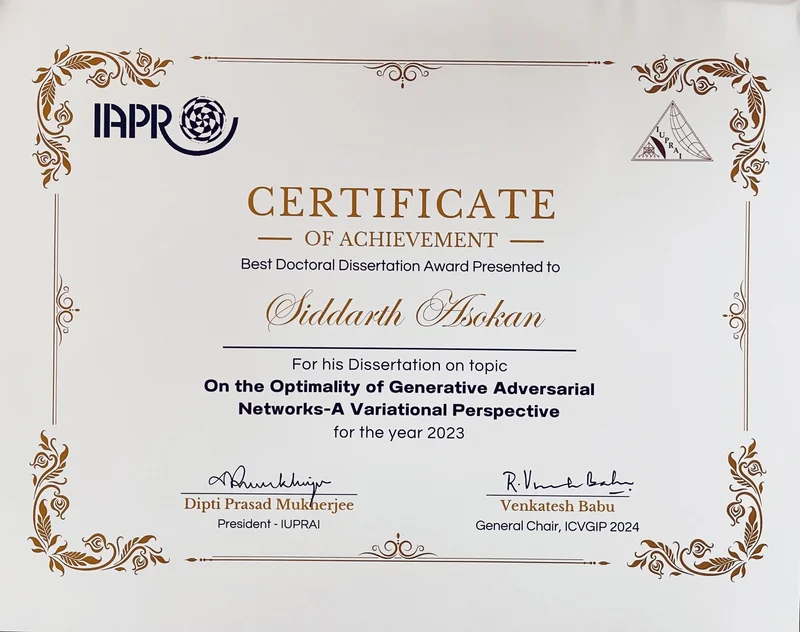 IAPR
IUPRAI
CERTIFICATE
OF ACHIEVEMENT
Best Doctoral Dissertation Award Presented to
Siddarth Asokan
For his Dissertation on topic
On the Optimality of Generative Adversarial
Networks-A Variational Perspective
for the year 2023
R. Venkatesh Babu
Dipti Prasad Mukherjee
Venkatesh Babu
President - IUPRAI
General Chair, ICVGIP 2024